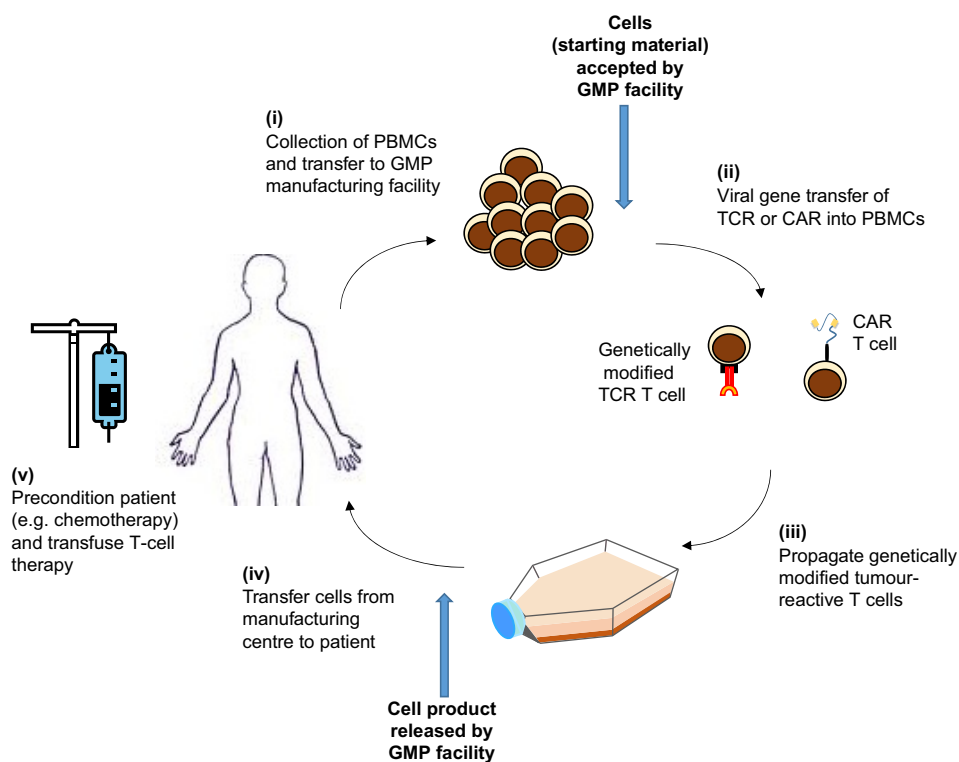 Cells
(starting material)
accepted by
GMP facility
(i)
Collection of PBMCs
and transfer to GMP
manufacturing facility
(ii)
Viral gene transfer of
TCR or CAR into PBMCs
Genetically
modified
TCR T cell
CAR
T cell
(iii)
Propagate genetically
modified tumour-
reactive T cells
(iv)
Transfer cells from
manufacturing
centre to patient
Cell product
released by
GMP facility
(v)
Precondition patient
(e.g. chemotherapy)
and transfuse T-cell
therapy